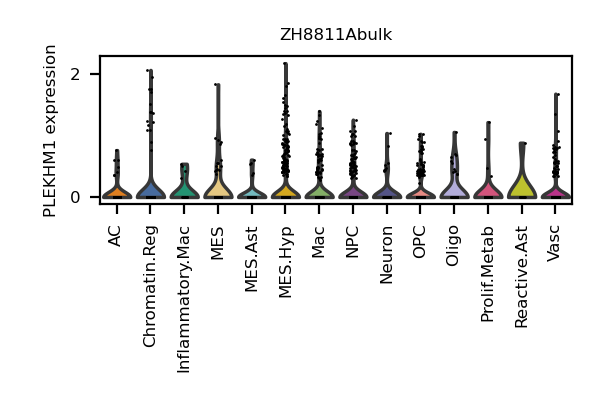 ZH8811Abulk
PLEKHM1 expression
2
0
AC
Chromatin.Reg
Inflammatory.Mac
MES
MES.Ast
MES.Hyp
Mac
NPC
Neuron
OPC
Oligo
Prolif.Metab
Reactive.Ast
Vasc